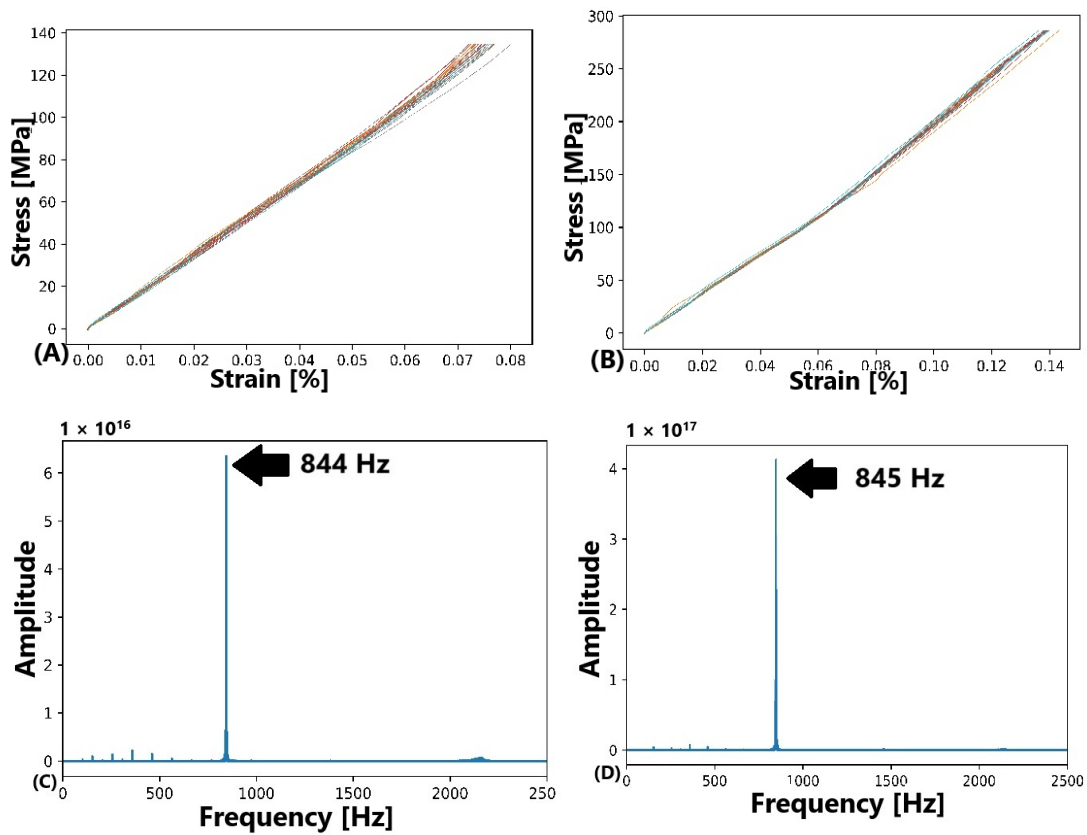 140
120
100
80
60
40
20
0
Stress [MPa]
(A)
0.00 0.01 0.02 0.03 0.04 0.05 0.06 0.07 0.08
Strain [%]
300
250
200
150
100
50
0
Stress [MPa]
(B)
0.00 0.02 0.04 0.06 0.08 0.10 0.12 0.14
Strain [%]
1 × 10¹⁶
844 Hz
6
5
4
3
2
1
0
Amplitude
(C)
0 500 1000 1500 2000 250
Frequency [Hz]
1 × 10¹⁷
845 Hz
4
3
2
1
0
Amplitude
(D)
0 500 1000 1500 2000 2500
Frequency [Hz]